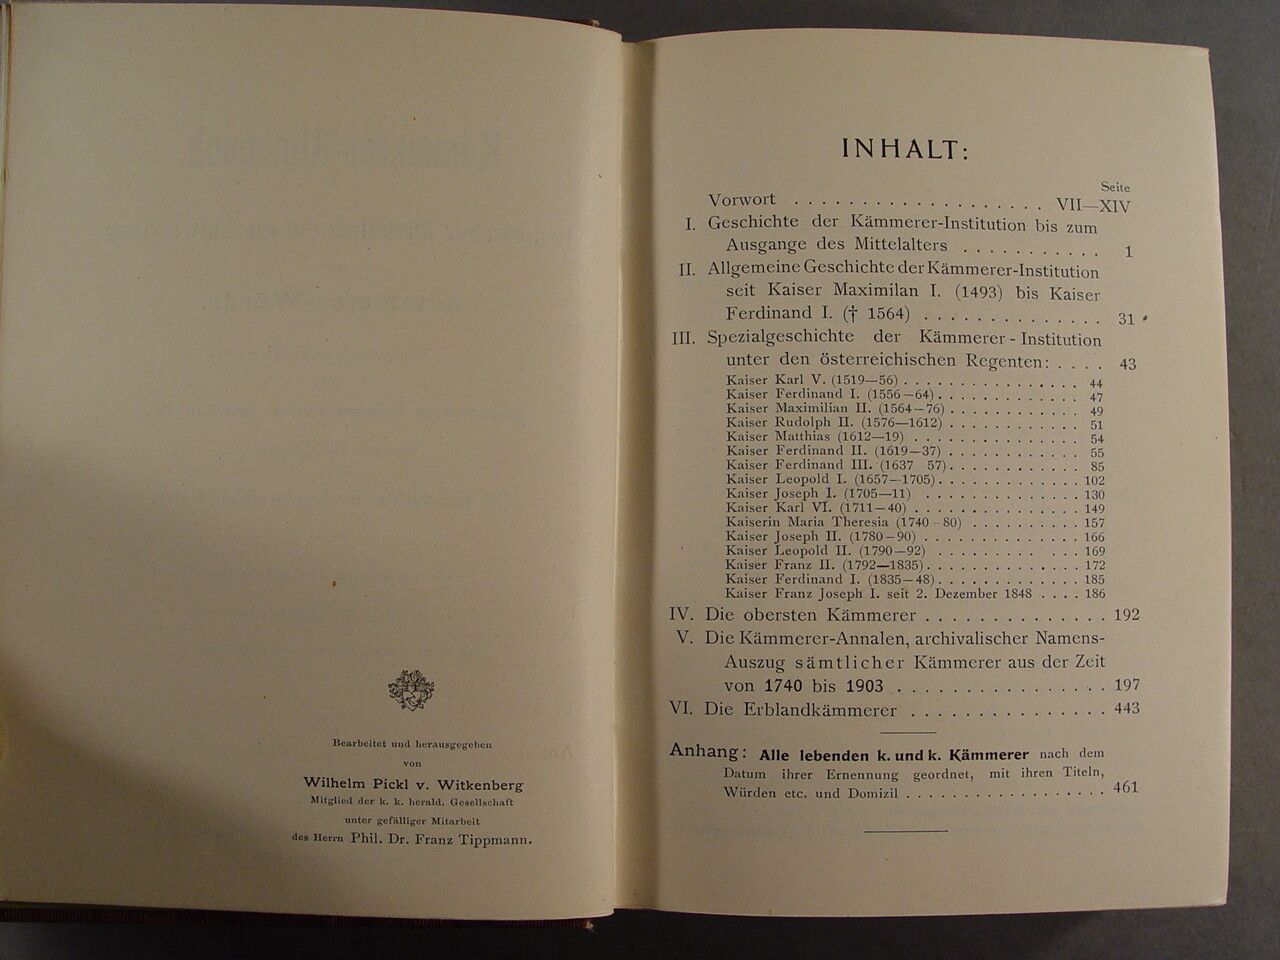 Bearbeitet und herausgegeben
von
Wilhelm Pickl v. Witkenberg
Mitglied der k. k. herald. Gesellschaft
unter gefälliger Mitarbeit
des Herrn Phil. Dr. Franz Tippmann.
INHALT:
Seite
Vorwort . . . . . . . . . . . . . . . . . . . VII—XIV
I. Geschichte der Kämmerer-Institution bis zum
Ausgange des Mittelalters . . . . . . . . . . 1
II. Allgemeine Geschichte der Kämmerer-Institution
seit Kaiser Maximilan I. (1493) bis Kaiser
Ferdinand I. († 1564) . . . . . . . . . . . . . . 31
III. Spezialgeschichte der Kämmerer-Institution
unter den österreichischen Regenten: . . . . 43
Kaiser Karl V. (1519—56) . . . . . . . . . . . . . . . 44
Kaiser Ferdinand I. (1556—64) . . . . . . . . . . . . 47
Kaiser Maximilian II. (1564—76) . . . . . . . . . . . 49
Kaiser Rudolph II. (1576—1612) . . . . . . . . . . . 51
Kaiser Matthias (1612—19) . . . . . . . . . . . . . . 54
Kaiser Ferdinand II. (1619—37) . . . . . . . . . . . 55
Kaiser Ferdinand III. (1637 57) . . . . . . . . . . . 85
Kaiser Leopold I. (1657—1705) . . . . . . . . . . . . 102
Kaiser Joseph I. (1705—11) . . . . . . . . . . . . . 130
Kaiser Karl VI. (1711—40) . . . . . . . . . . . . . . 149
Kaiserin Maria Theresia (1740—80) . . . . . . . . . . 157
Kaiser Joseph II. (1780—90) . . . . . . . . . . . . . 166
Kaiser Leopold II. (1790—92) . . . . . . . . . . . . 169
Kaiser Franz II. (1792—1835) . . . . . . . . . . . . . 172
Kaiser Ferdinand I. (1835—48) . . . . . . . . . . . . 185
Kaiser Franz Joseph I. seit 2. Dezember 1848 . . . . 186
IV. Die obersten Kämmerer . . . . . . . . . . . . . . 192
V. Die Kämmerer-Annalen, archivalischer Namens-
Auszug sämtlicher Kämmerer aus der Zeit
von 1740 bis 1903 . . . . . . . . . . . . . . . . 197
VI. Die Erblandkämmerer . . . . . . . . . . . . . . . 443
Anhang: Alle lebenden k. und k. Kämmerer nach dem
Datum ihrer Ernennung geordnet, mit ihren Titeln,
Würden etc. und Domizil . . . . . . . . . . . . . . . . . . 461